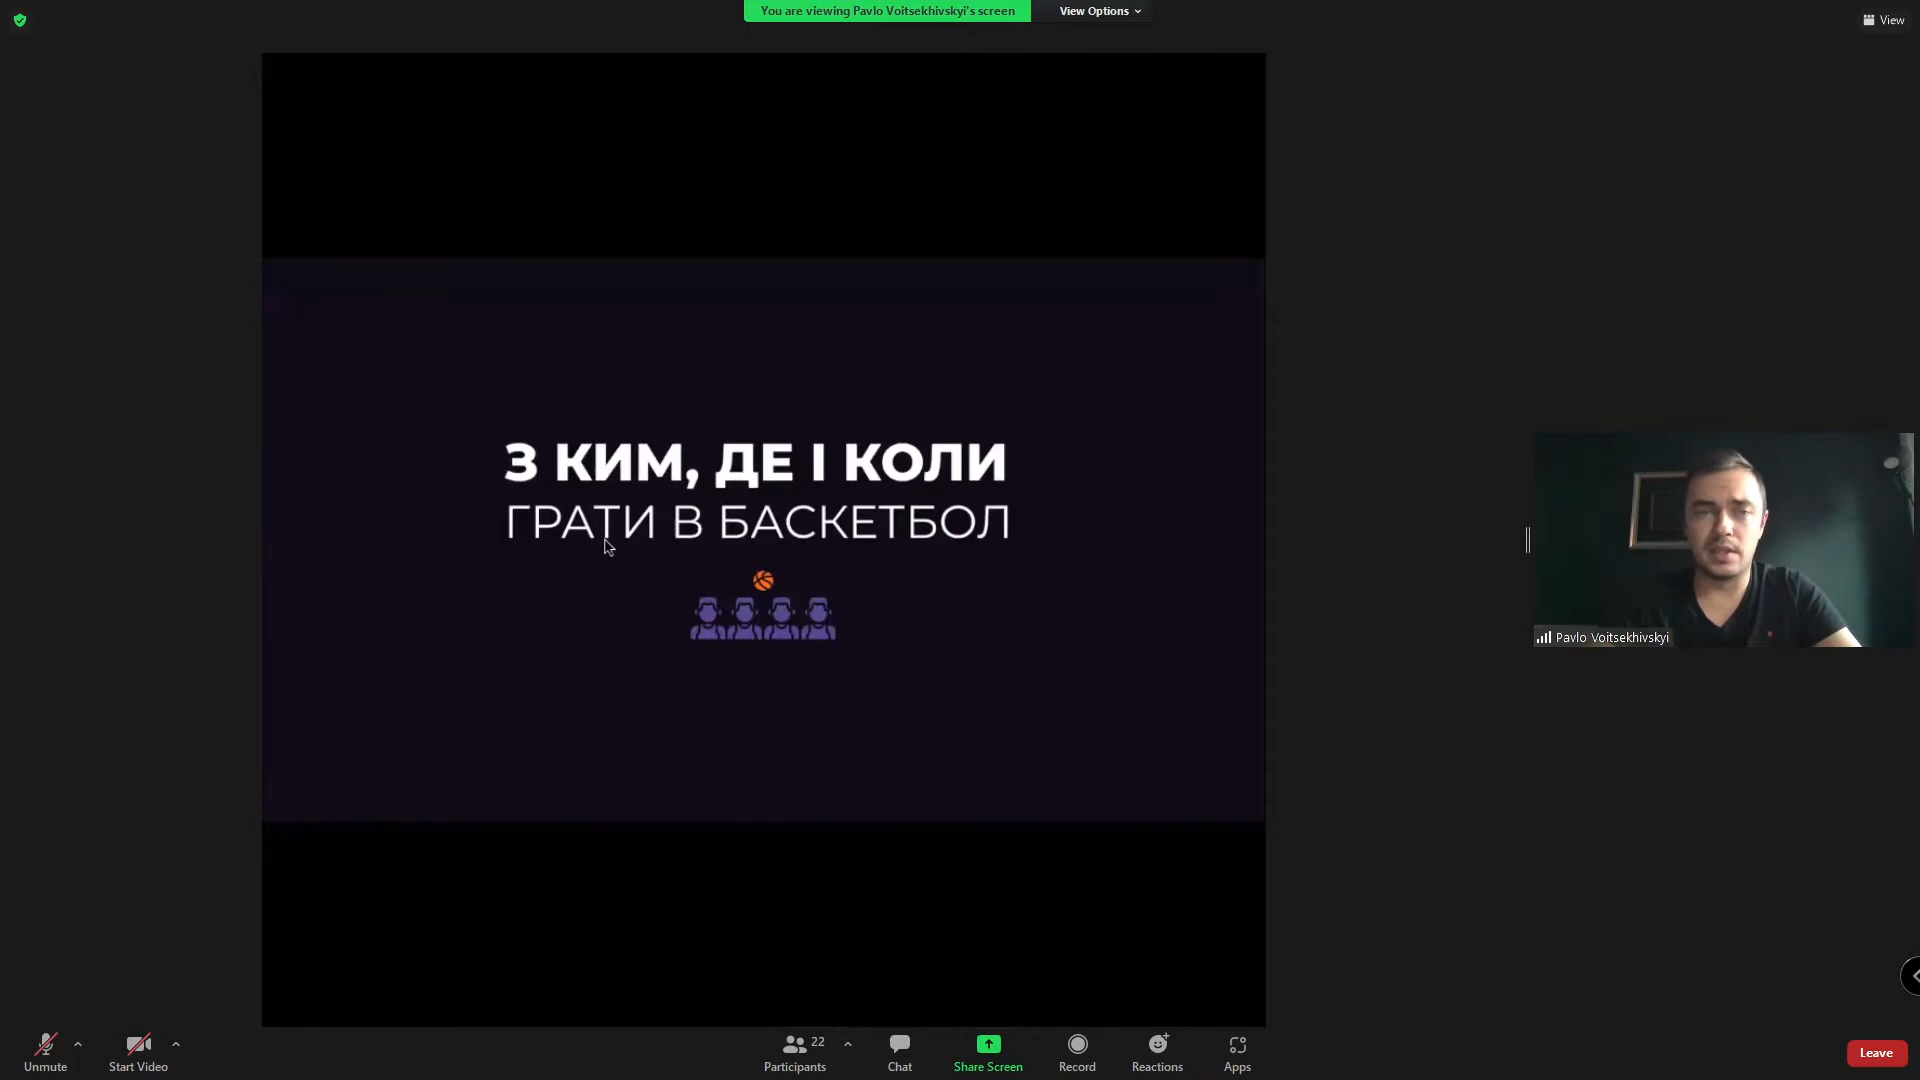 You are viewing Pavlo Voitsekhivskyi's screen
View Options
View
З КИМ, ДЕ І КОЛИ
ГРАТИ В БАСКЕТБОЛ
Pavlo Voitsekhivskyi
Unmute
Start Video
22
Participants
Chat
Share Screen
Record
Reactions
Apps
Leave